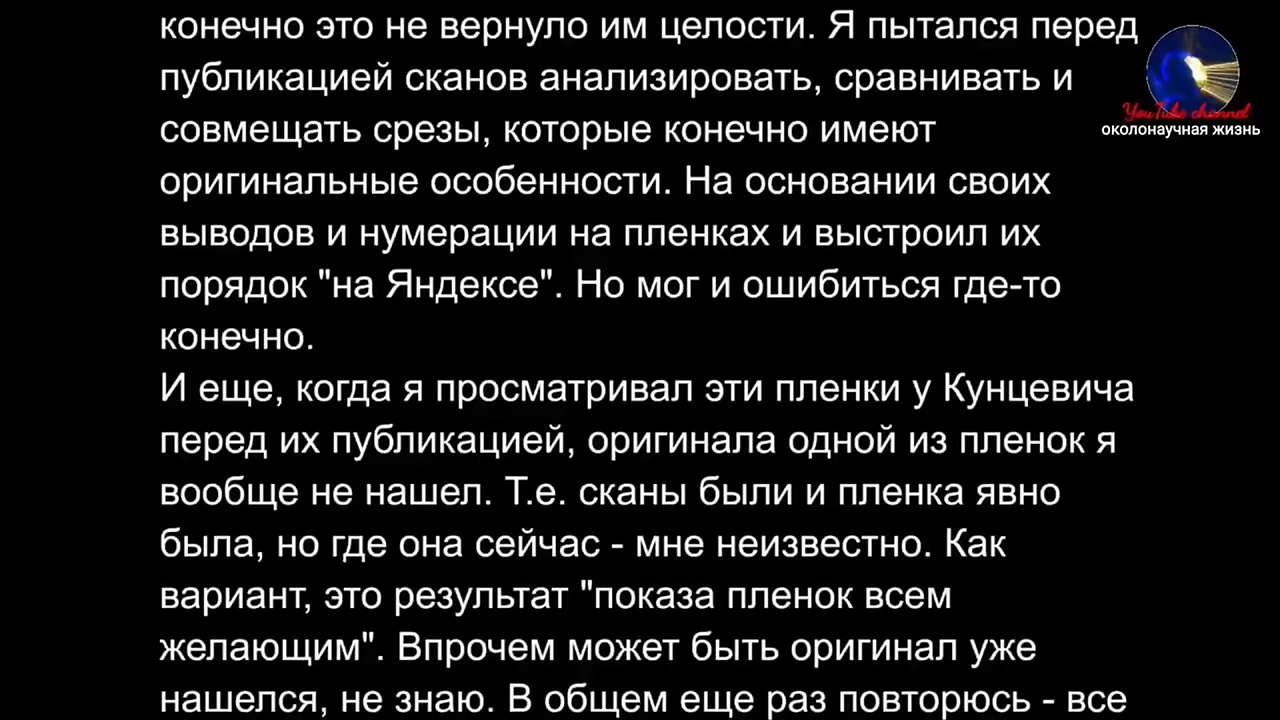 конечно это не вернуло им целости. Я пытался перед
публикацией сканов анализировать, сравнивать и
совмещать срезы, которые конечно имеют
оригинальные особенности. На основании своих
выводов и нумерации на пленках и выстроил их
порядок "на Яндексе". Но мог и ошибиться где-то
конечно.
И еще, когда я просматривал эти пленки у Кунцевича
перед их публикацией, оригинала одной из пленок я
вообще не нашел. Т.е. сканы были и пленка явно
была, но где она сейчас - мне неизвестно. Как
вариант, это результат "показа пленок всем
желающим". Впрочем может быть оригинал уже
нашелся, не знаю. В общем еще раз повторюсь - все
YouTube channel
околонаучная жизнь